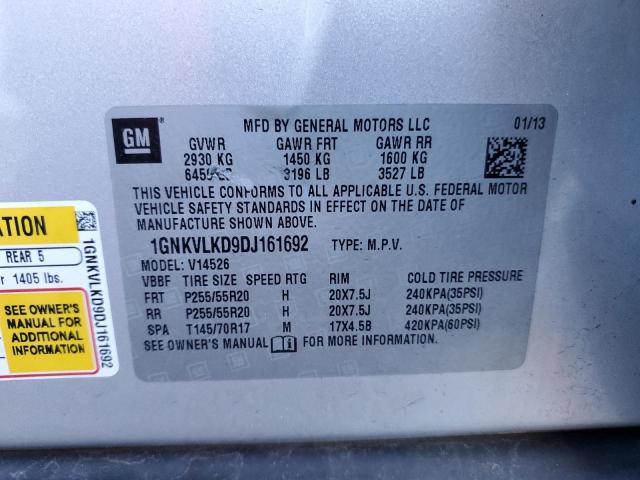 GM
MFD BY GENERAL MOTORS LLC
01/13
GVWR GAWR FRT GAWR RR
2930 KG 1450 KG 1600 KG
3196 LB 3527 LB
THIS VEHICLE CONFORMS TO ALL APPLICABLE U.S. FEDERAL MOTOR
VEHICLE SAFETY STANDARDS IN EFFECT ON THE DATE OF
MANUFACTURE SHOWN ABOVE.
1GNKVLKD9DJ161692 TYPE: M.P.V.
MODEL: V14526
VBBF TIRE SIZE SPEED RTG RIM COLD TIRE PRESSURE
FRT P255/55R20 H 20X7.5J 240KPA(35PSI)
RR P255/55R20 H 20X7.5J 240KPA(35PSI)
SPA T145/70R17 M 17X4.5B 420KPA(60PSI)
SEE OWNER'S MANUAL FOR MORE INFORMATION.
REAR 5
1405 lbs.
SEE OWNER'S
MANUAL FOR
ADDITIONAL
INFORMATION
1GNKVLKD9DJ161692